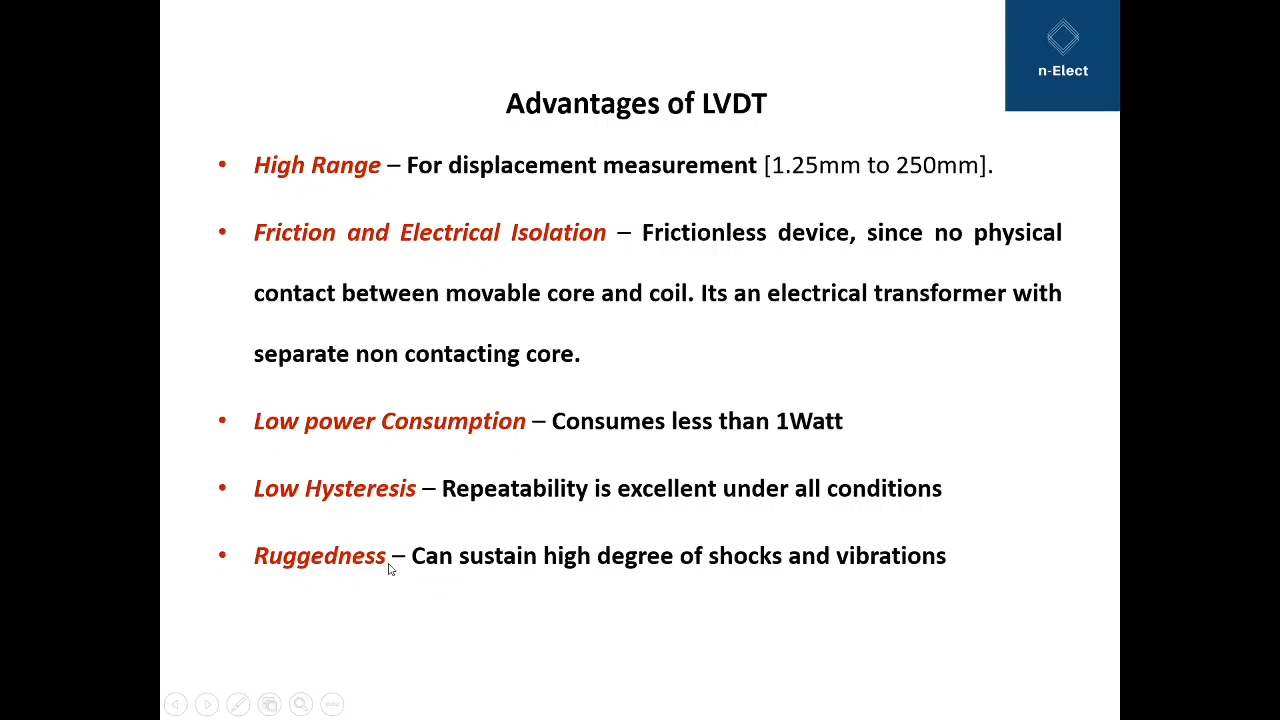 n-Elect
Advantages of LVDT
• High Range – For displacement measurement [1.25mm to 250mm].
• Friction and Electrical Isolation – Frictionless device, since no physical
contact between movable core and coil. Its an electrical transformer with
separate non contacting core.
• Low power Consumption – Consumes less than 1Watt
• Low Hysteresis – Repeatability is excellent under all conditions
• Ruggedness – Can sustain high degree of shocks and vibrations